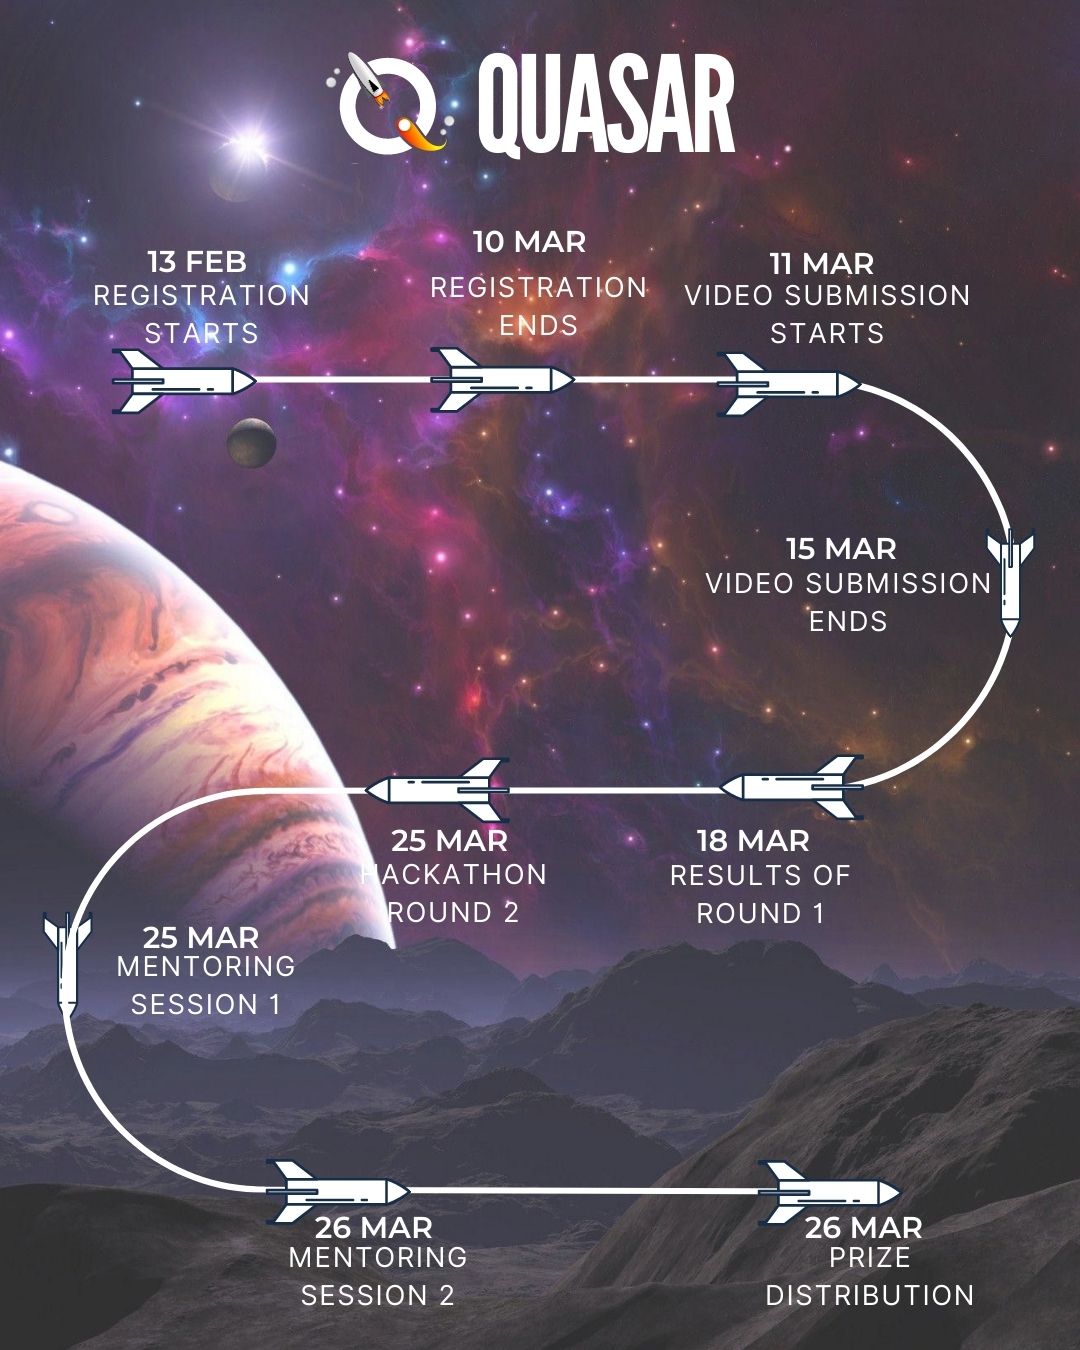 QUASAR
13 FEB
REGISTRATION
STARTS
10 MAR
REGISTRATION
ENDS
11 MAR
VIDEO SUBMISSION
STARTS
15 MAR
VIDEO SUBMISSION
ENDS
18 MAR
RESULTS OF
ROUND 1
25 MAR
HACKATHON
ROUND 2
25 MAR
MENTORING
SESSION 1
26 MAR
MENTORING
SESSION 2
26 MAR
PRIZE
DISTRIBUTION